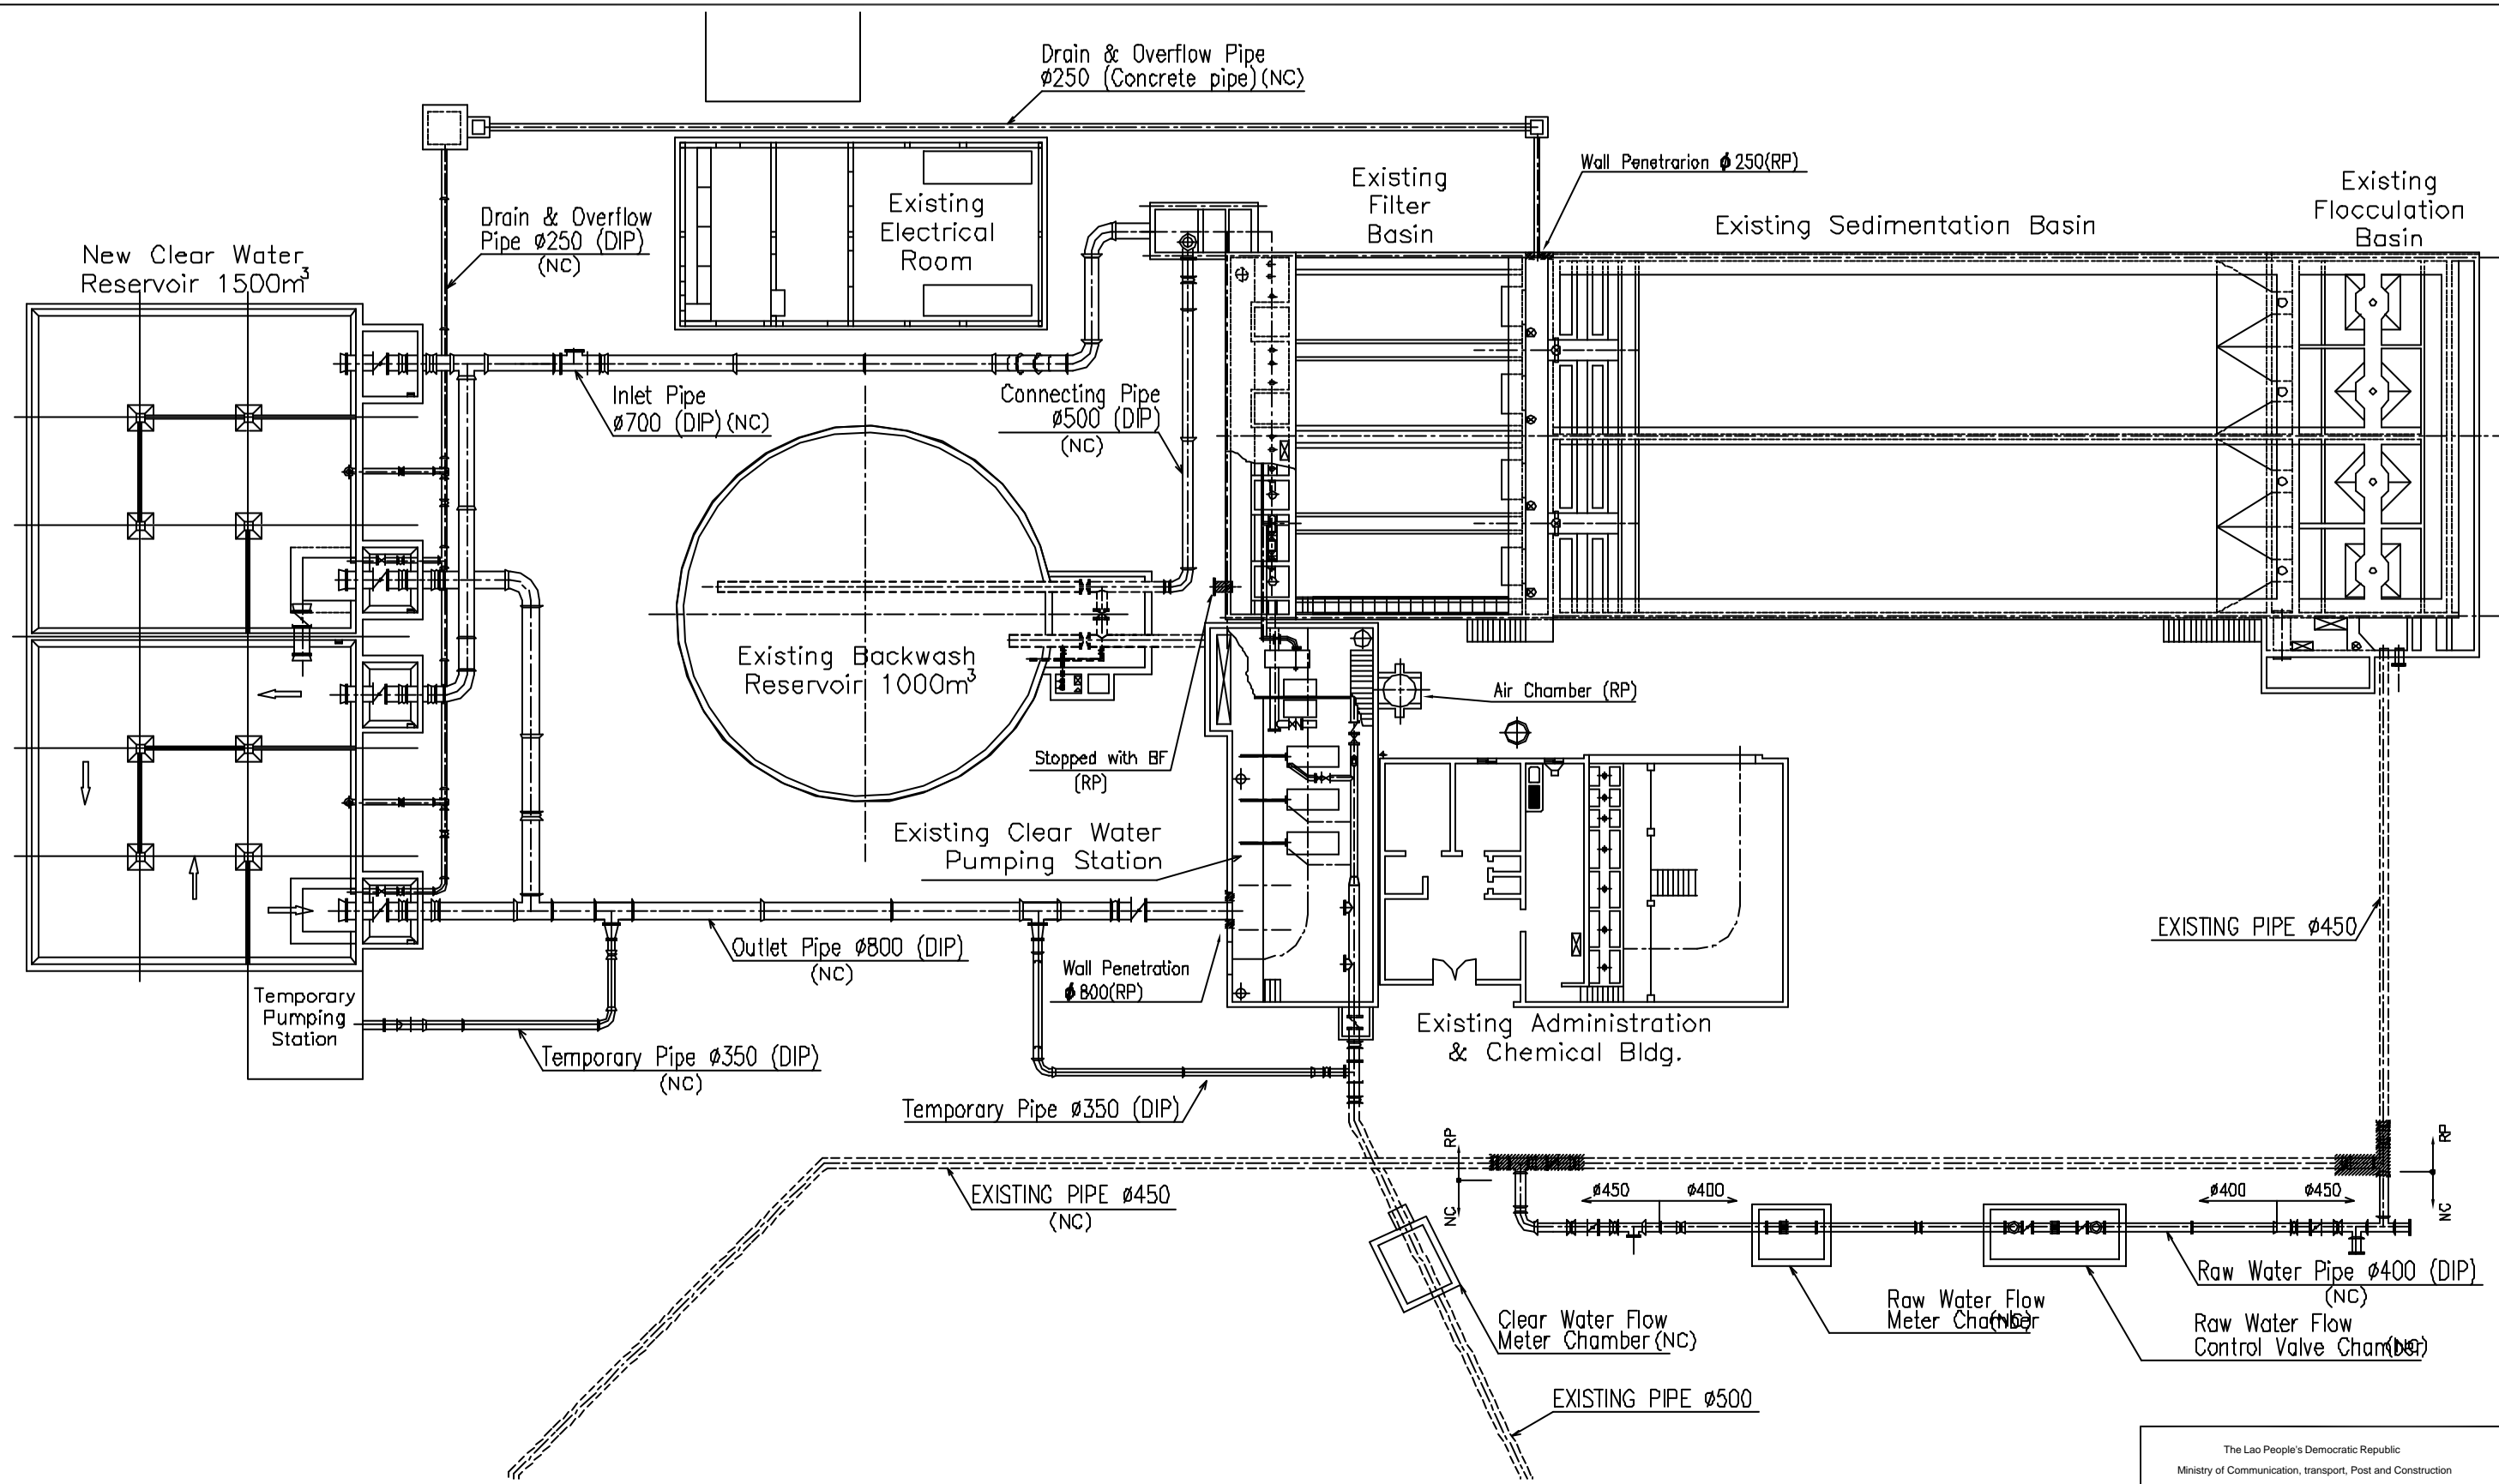 Drain & Overflow Pipe
ø250 (Concrete pipe)(NC)
Wall Penetrarion ϕ250(RP)
Existing
Filter
Basin
Existing Sedimentation Basin
Existing
Flocculation
Basin
Drain & Overflow
Pipe ø250 (DIP)
(NC)
Existing
Electrical
Room
New Clear Water
Reservoir 1500m³
Inlet Pipe
ø700 (DIP)(NC)
Connecting Pipe
ø500 (DIP)
(NC)
Existing Backwash
Reservoir 1000m³
Air Chamber (RP)
Stopped with BF
(RP)
Existing Clear Water
Pumping Station
EXISTING PIPE ø450
Outlet Pipe ø800 (DIP)
(NC)
Wall Penetration
ϕ800(RP)
Temporary
Pumping
Station
Existing Administration
& Chemical Bldg.
Temporary Pipe ø350 (DIP)
(NC)
Temporary Pipe ø350 (DIP)
RP
NC
RP
NC
EXISTING PIPE ø450
(NC)
ø450
ø400
ø400
ø450
Raw Water Pipe ø400 (DIP)
(NC)
Clear Water Flow
Meter Chamber(NC)
Raw Water Flow
Meter Chamber(NC)
Raw Water Flow
Control Valve Chamber(NC)
EXISTING PIPE ø500
The Lao People's Democratic Republic
Ministry of Communication, transport, Post and Construction